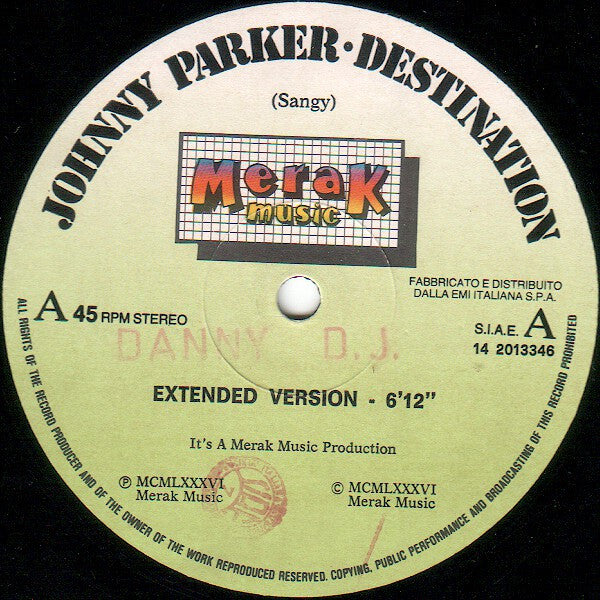 JOHNNY PARKER · DESTINATION
(Sangy)
Merak
music
FABBRICATO E DISTRIBUITO
DALLA EMI ITALIANA S.P.A.
A 45 RPM STEREO
S.I.A.E. A
14 2013346
DANNY D.J.
EXTENDED VERSION - 6'12"
It's A Merak Music Production
℗ MCMLXXXVI
Merak Music
© MCMLXXXVI
Merak Music
ALL RIGHTS OF THE RECORD PRODUCER AND OF THE OWNER OF THE WORK REPRODUCED RESERVED. COPYING, PUBLIC PERFORMANCE AND BROADCASTING OF THIS RECORD PROHIBITED